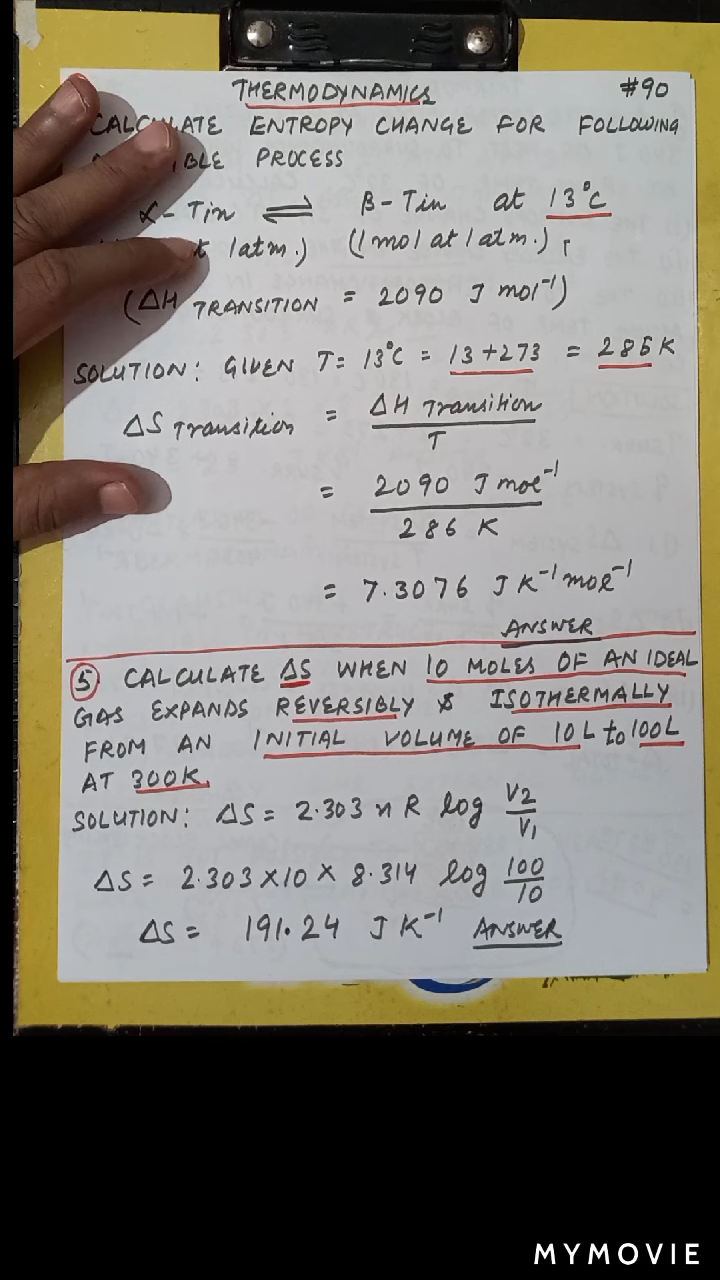 THERMODYNAMICS #90
CALCULATE ENTROPY CHANGE FOR FOLLOWING
PROCESS
α-Tin ⇌ β-Tin at 13°C
1atm.) (1 mol at 1atm.),
(ΔH TRANSITION = 2090 J mol⁻¹)
SOLUTION: GIVEN T= 13°C = 13+273 = 286K
ΔS Transition = ΔH Transition / T
= 2090 J mol⁻¹ / 286 K
= 7.3076 J K⁻¹ mol⁻¹
ANSWER
5 CALCULATE ΔS WHEN 10 MOLES OF AN IDEAL
GAS EXPANDS REVERSIBLY & ISOTHERMALLY
FROM AN INITIAL VOLUME OF 10L to 100L
AT 300K.
SOLUTION: ΔS = 2.303 n R log V2/V1
ΔS = 2.303 × 10 × 8.314 log 100/10
ΔS = 191.24 J K⁻¹ ANSWER
MYMOVIE